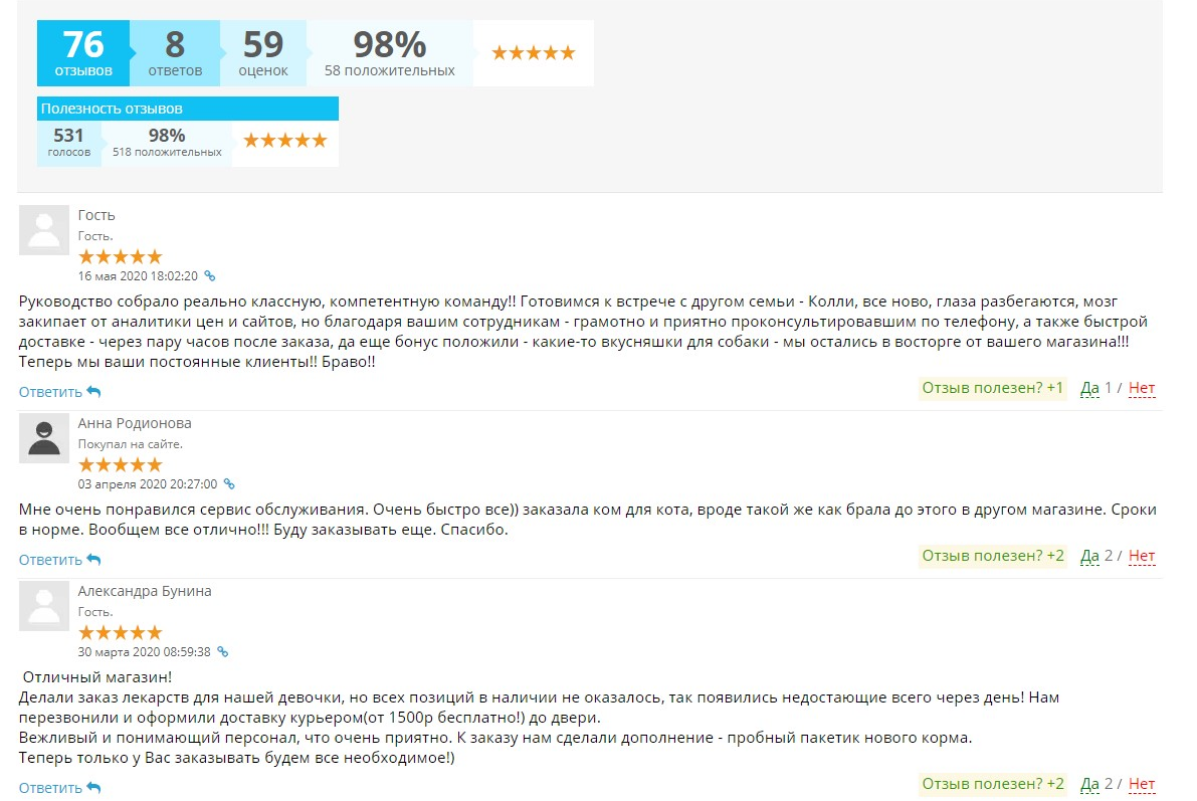 76 8 59 98%
отзывов ответов оценок 58 положительных
Полезность отзывов
531 98%
голосов 518 положительных
Гость
Гость.
16 мая 2020 18:02:20
Руководство собрало реально классную, компетентную команду!! Готовимся к встрече с другом семьи - Колли, все ново, глаза разбегаются, мозг
закипает от аналитики цен и сайтов, но благодаря вашим сотрудникам - грамотно и приятно проконсультировавшим по телефону, а также быстрой
доставке - через пару часов после заказа, да еще бонус положили - какие-то вкусняшки для собаки - мы остались в восторге от вашего магазина!!!
Теперь мы ваши постоянные клиенты!! Браво!!
Ответить Отзыв полезен? +1 Да 1 / Нет
Анна Родионова
Покупал на сайте.
03 апреля 2020 20:27:00
Мне очень понравился сервис обслуживания. Очень быстро все)) заказала ком для кота, вроде такой же как брала до этого в другом магазине. Сроки
в норме. Вообщем все отлично!!! Буду заказывать еще. Спасибо.
Ответить Отзыв полезен? +2 Да 2 / Нет
Александра Бунина
Гость.
30 марта 2020 08:59:38
Отличный магазин!
Делали заказ лекарств для нашей девочки, но всех позиций в наличии не оказалось, так появились недостающие всего через день! Нам
перезвонили и оформили доставку курьером(от 1500р бесплатно!) до двери.
Вежливый и понимающий персонал, что очень приятно. К заказу нам сделали дополнение - пробный пакетик нового корма.
Теперь только у Вас заказывать будем все необходимое!)
Ответить Отзыв полезен? +2 Да 2 / Нет